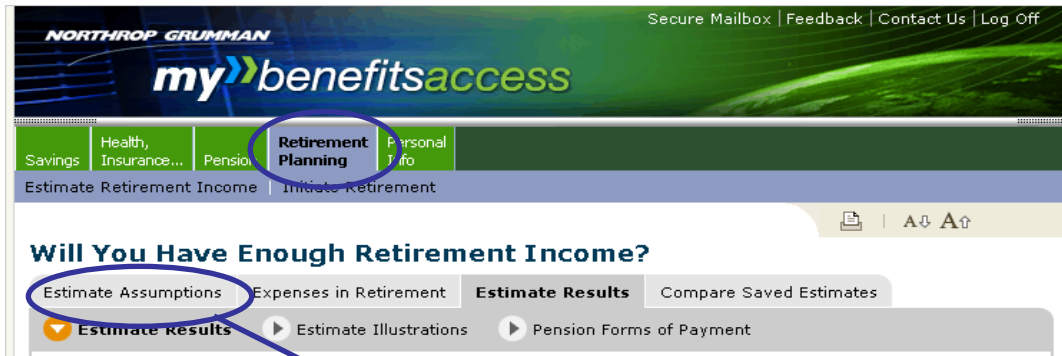 Secure Mailbox | Feedback | Contact Us | Log Off
NORTHROP GRUMMAN
my»benefitsaccess
Savings
Health,
Insurance...
Pension
Retirement
Planning
Personal
Info
Estimate Retirement Income | Initiate Retirement
A A
Will You Have Enough Retirement Income?
Estimate Assumptions Expenses in Retirement Estimate Results Compare Saved Estimates
Estimate Results Estimate Illustrations Pension Forms of Payment